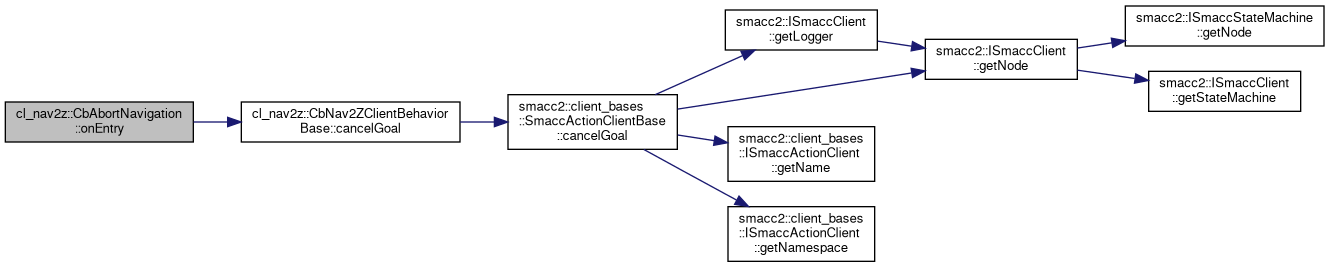 cl_nav2z::CbAbortNavigation
::onEntry
cl_nav2z::CbNav2ZClientBehavior
Base::cancelGoal
smacc2::client_bases
::SmaccActionClientBase
::cancelGoal
smacc2::ISmaccClient
::getLogger
smacc2::ISmaccClient
::getNode
smacc2::ISmaccStateMachine
::getNode
smacc2::ISmaccClient
::getStateMachine
smacc2::client_bases
::ISmaccActionClient
::getName
smacc2::client_bases
::ISmaccActionClient
::getNamespace